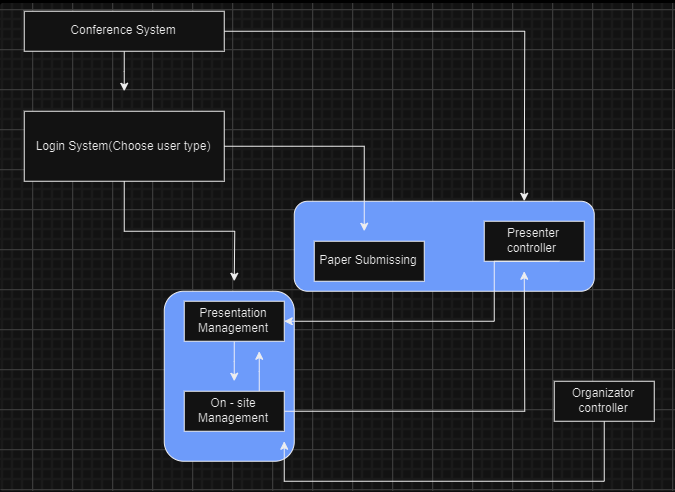 Conference System
Login System(Choose user type)
Presenter
controller
Paper Submissing
Presentation
Management
On - site
Management
Organizator
controller